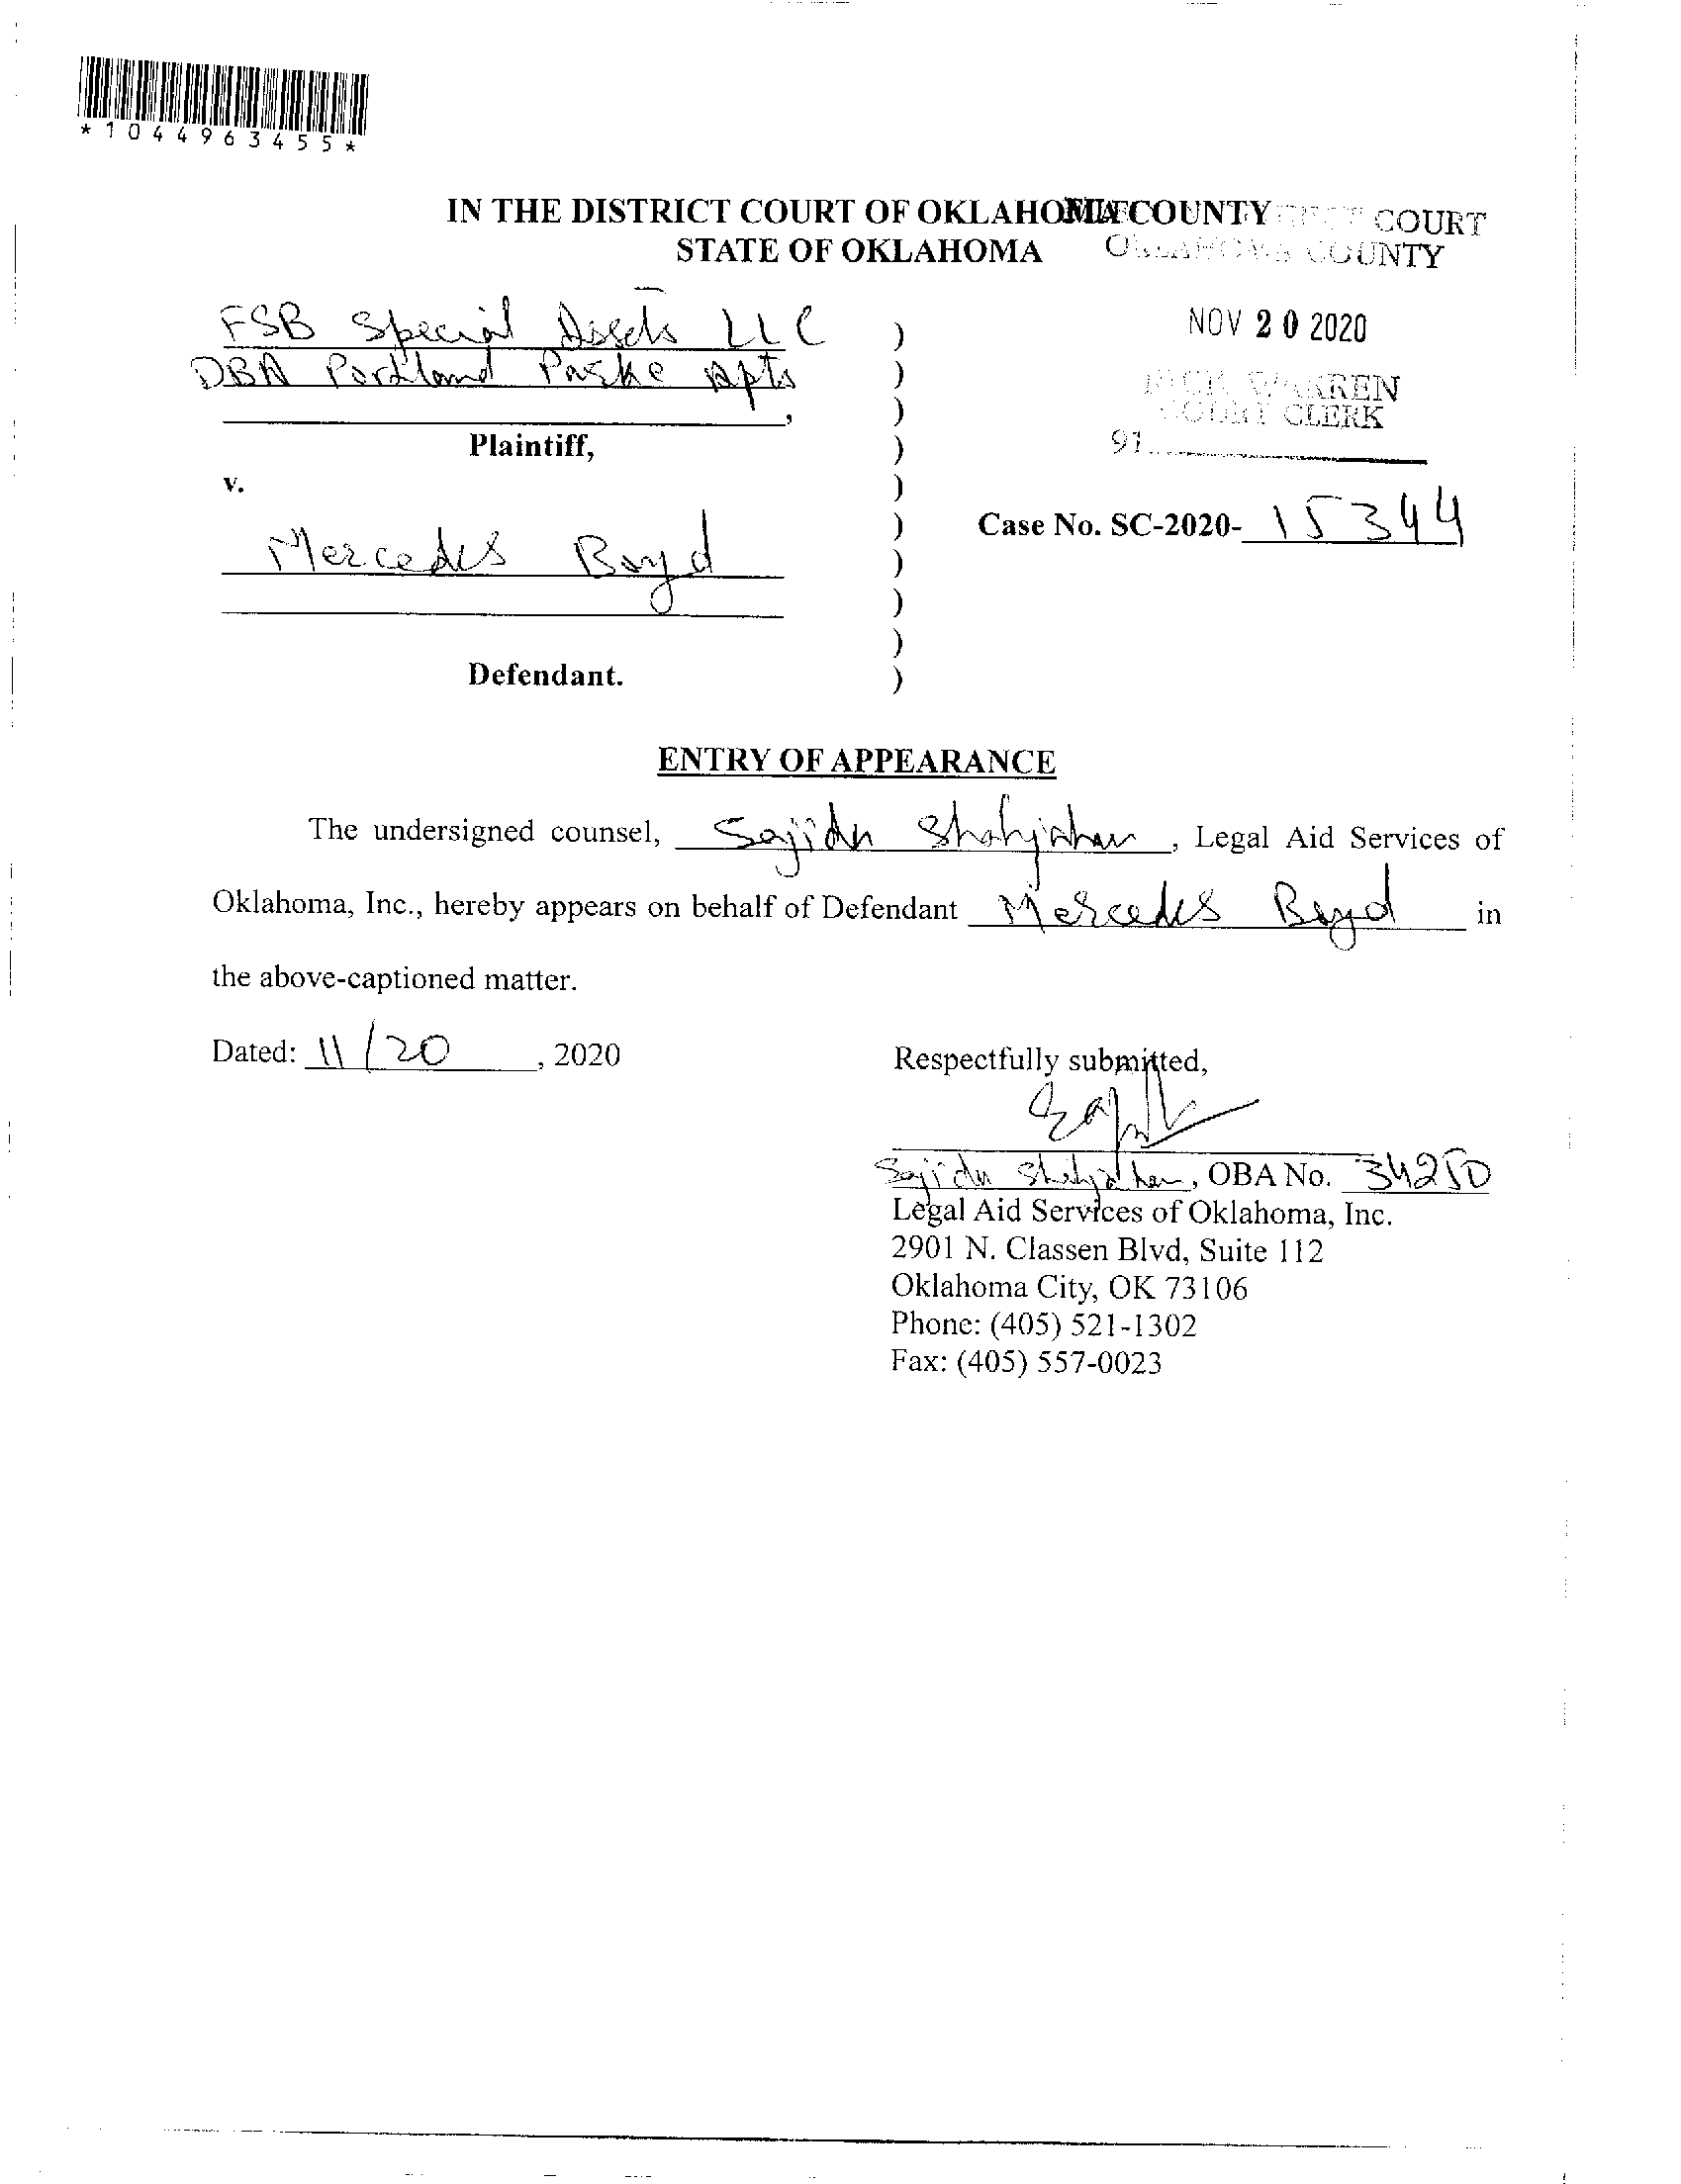 *1044963455*
IN THE DISTRICT COURT OF OKLAHOMA COUNTY
STATE OF OKLAHOMA
COURT
OKLAHOMA COUNTY
NOV 20 2020
RICK WARREN
COURT CLERK
91
FSB Special Assets LLC )
DBA Portland Parke Apts )
, )
Plaintiff, )
v. )
Case No. SC-2020- 15344
Mercedes Boyd )
)
)
Defendant. )
ENTRY OF APPEARANCE
The undersigned counsel, Sajida Shahjahan, Legal Aid Services of
Oklahoma, Inc., hereby appears on behalf of Defendant Mercedes Boyd in
the above-captioned matter.
Dated: 11/20, 2020
Respectfully submitted,
Sajida Shahjahan, OBA No. 34250
Legal Aid Services of Oklahoma, Inc.
2901 N. Classen Blvd, Suite 112
Oklahoma City, OK 73106
Phone: (405) 521-1302
Fax: (405) 557-0023